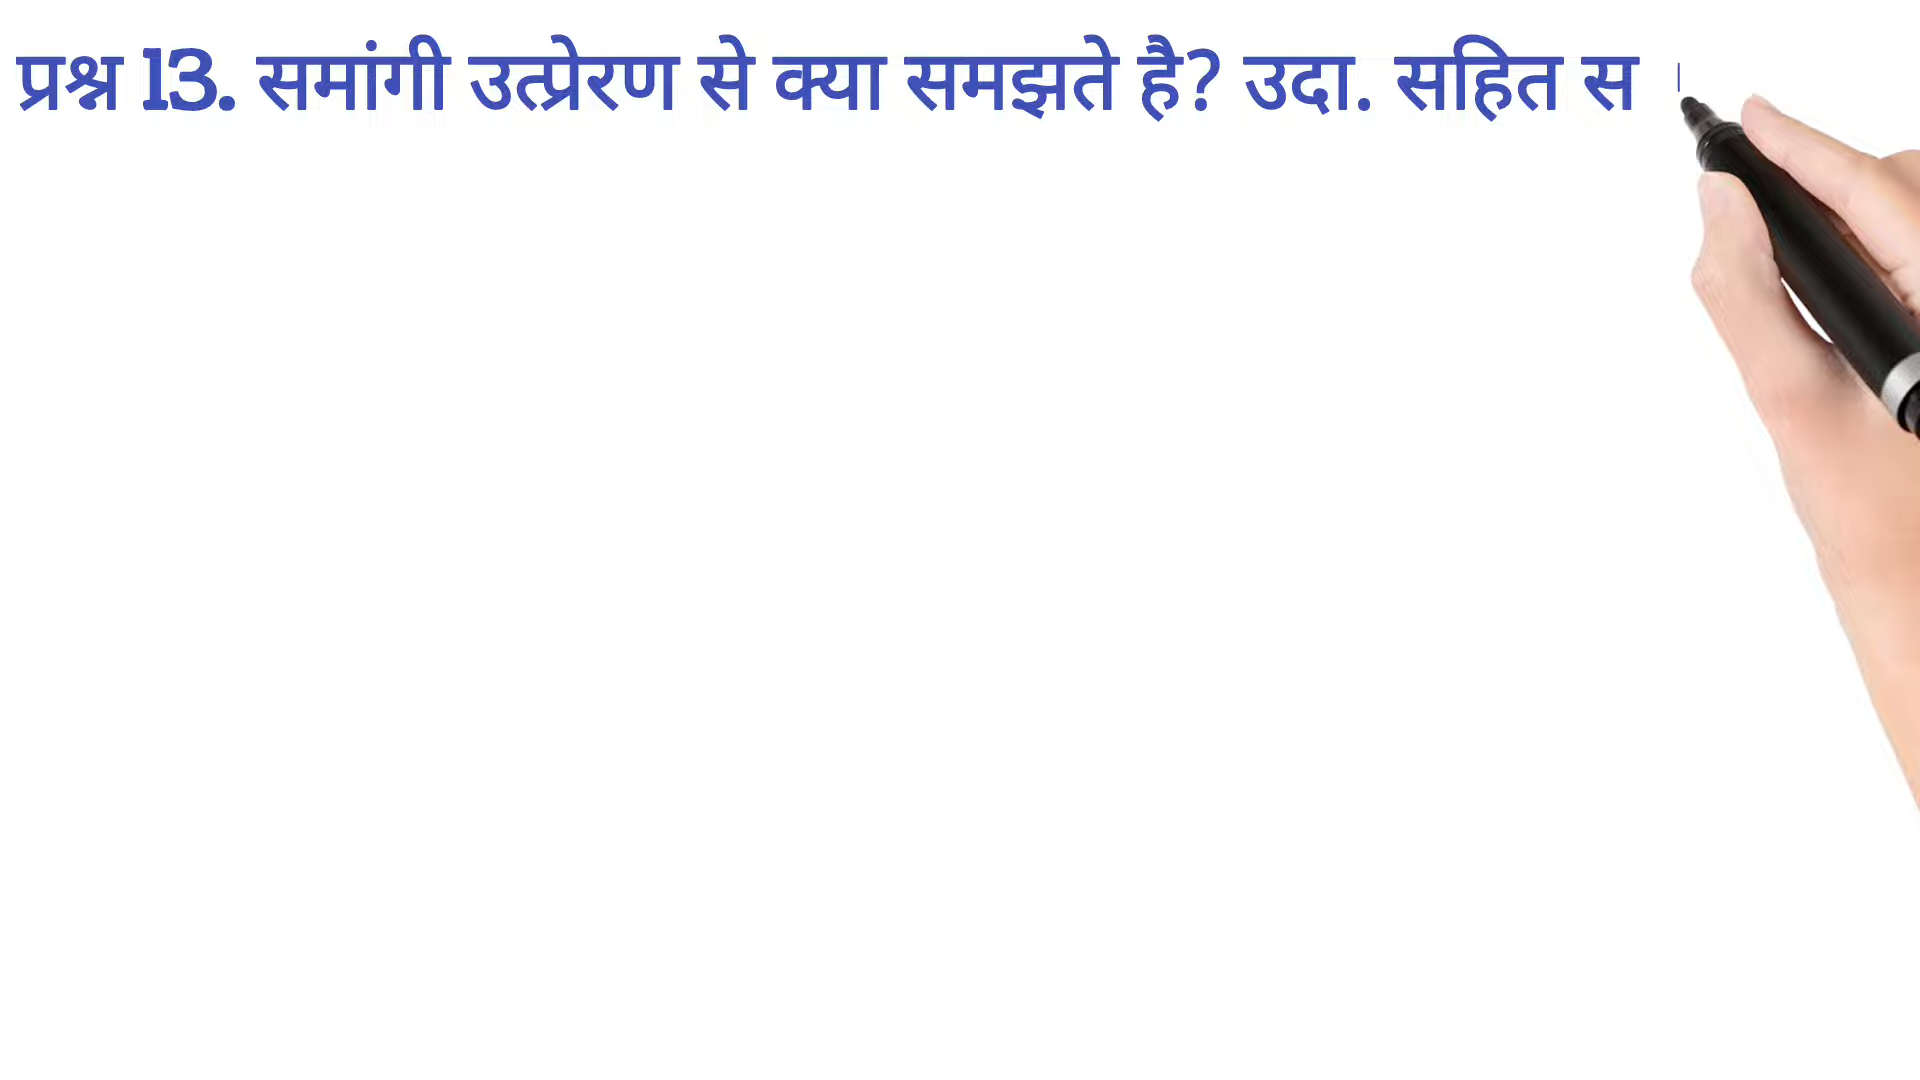 प्रश्न 13. समांगी उत्प्रेरण से क्या समझते है? उदा. सहित स